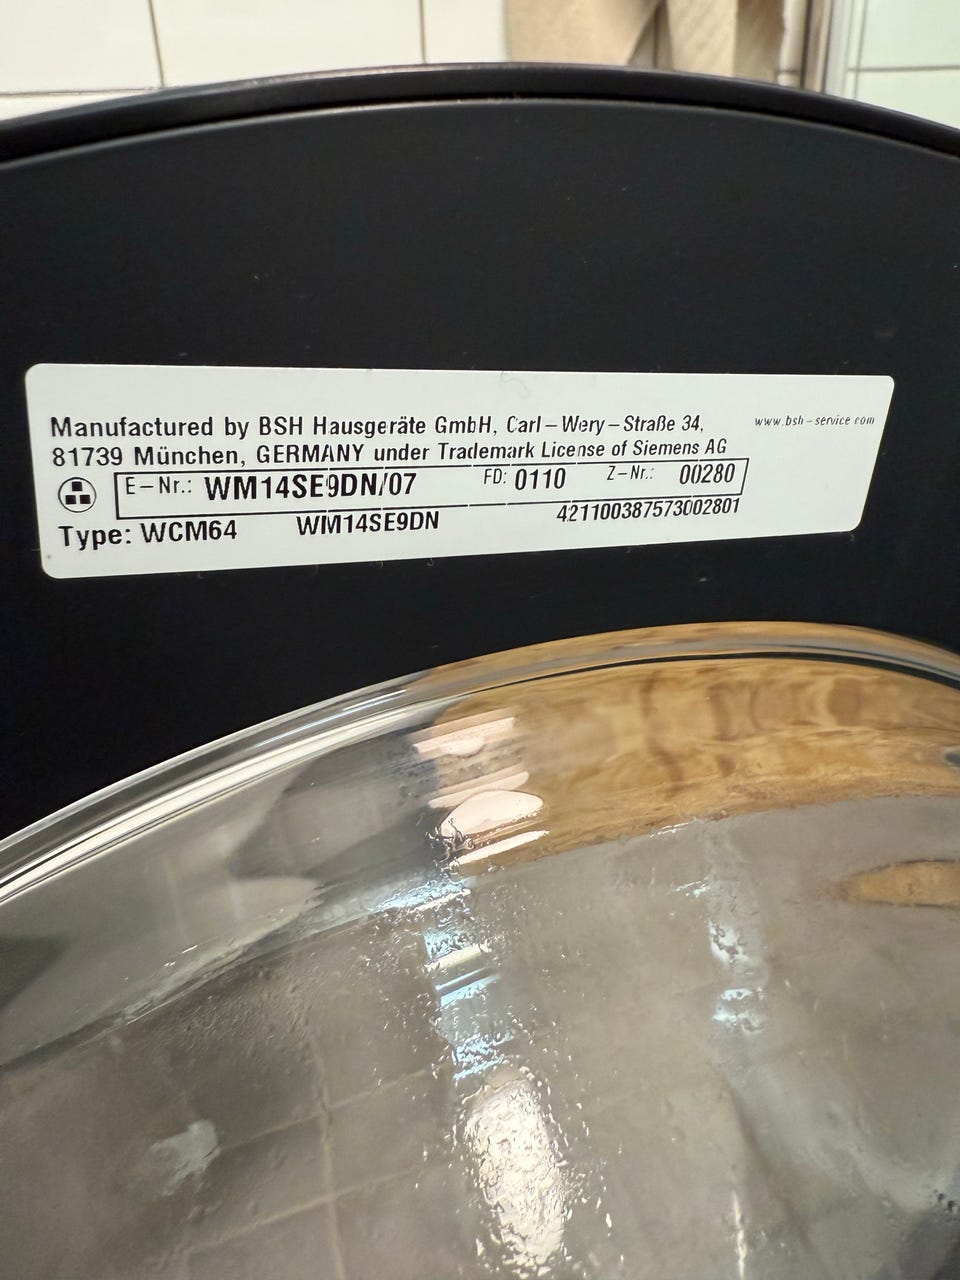 Manufactured by BSH Hausgeräte GmbH, Carl-Wery-Straße 34,
www.bsh-service.com
81739 München, GERMANY under Trademark License of Siemens AG
E-Nr.: WM14SE9DN/07 FD: 0110 Z-Nr.: 00280
Type: WCM64 WM14SE9DN 421100387573002801